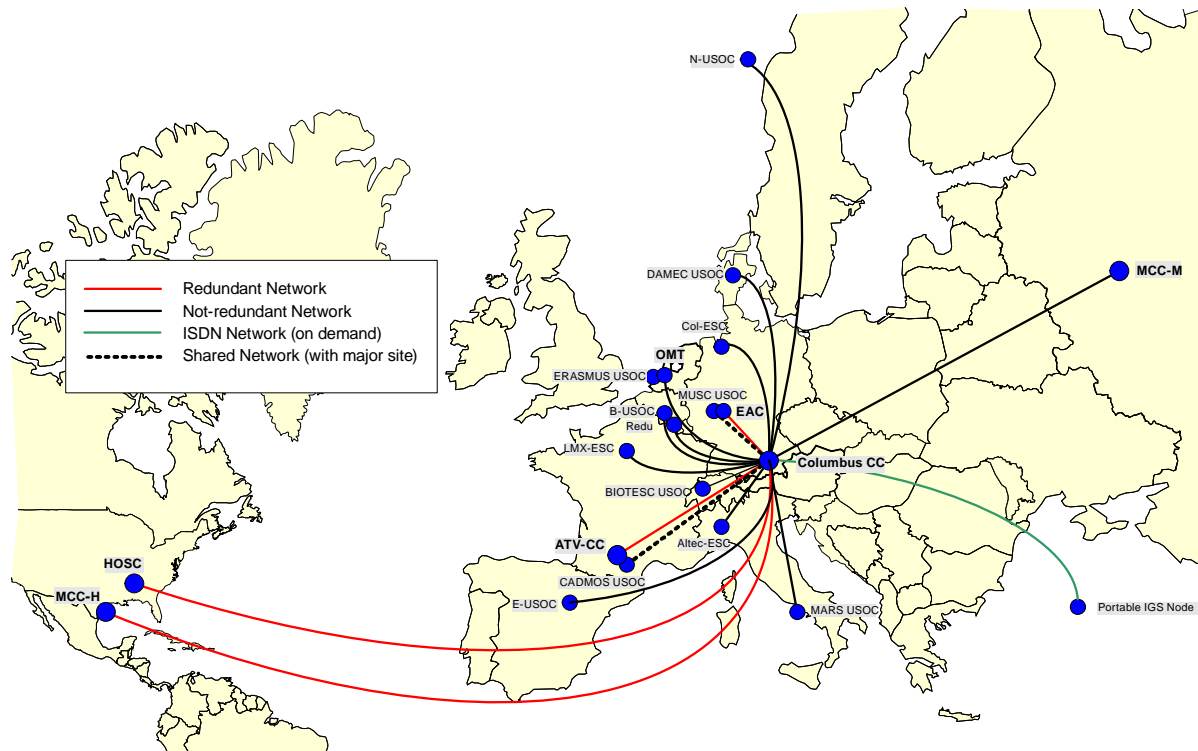 N-USOC
DAMEC USOC
MCC-M
Redundant Network
Not-redundant Network
ISDN Network (on demand)
Shared Network (with major site)
Col-ESC
OMT
ERASMUS USOC
MUSC USOC
EAC
B-USOC
Redu
LMX-ESC
Columbus CC
BIOTESC USOC
ATV-CC
Altec-ESC
HOSC
CADMOS USOC
MCC-H
E-USOC
MARS USOC
Portable IGS Node